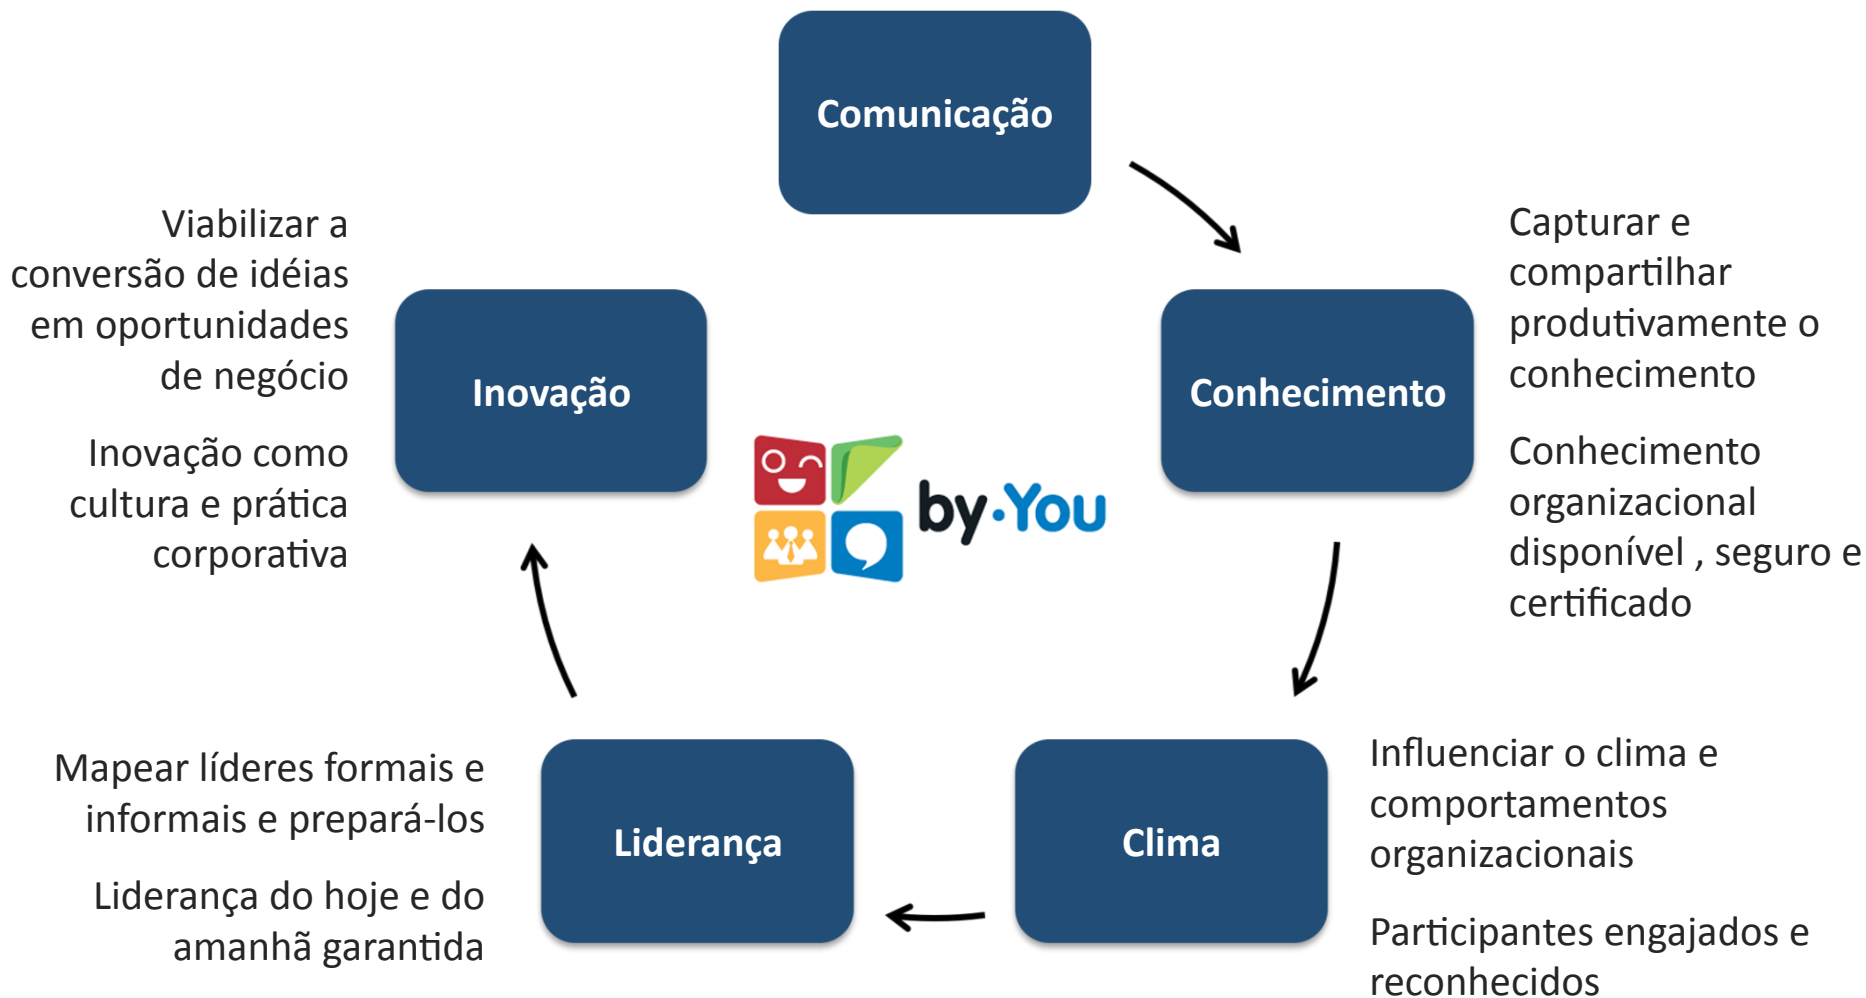 Comunicação
Viabilizar a
conversão de idéias
em oportunidades
de negócio
Inovação como
cultura e prática
corporativa
Inovação
by.You
Conhecimento
Capturar e
compartilhar
produtivamente o
conhecimento
Conhecimento
organizacional
disponível , seguro e
certificado
Mapear líderes formais e
informais e prepará-los
Liderança do hoje e do
amanhã garantida
Liderança
Clima
Influenciar o clima e
comportamentos
organizacionais
Participantes engajados e
reconhecidos